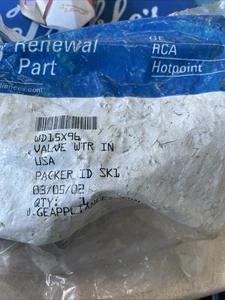 Renewal
Part
GE
RCA
Hotpoint
WD15X96
VALVE WTR IN
USA
PACKER ID SK1
03/05/02
QTY: 1